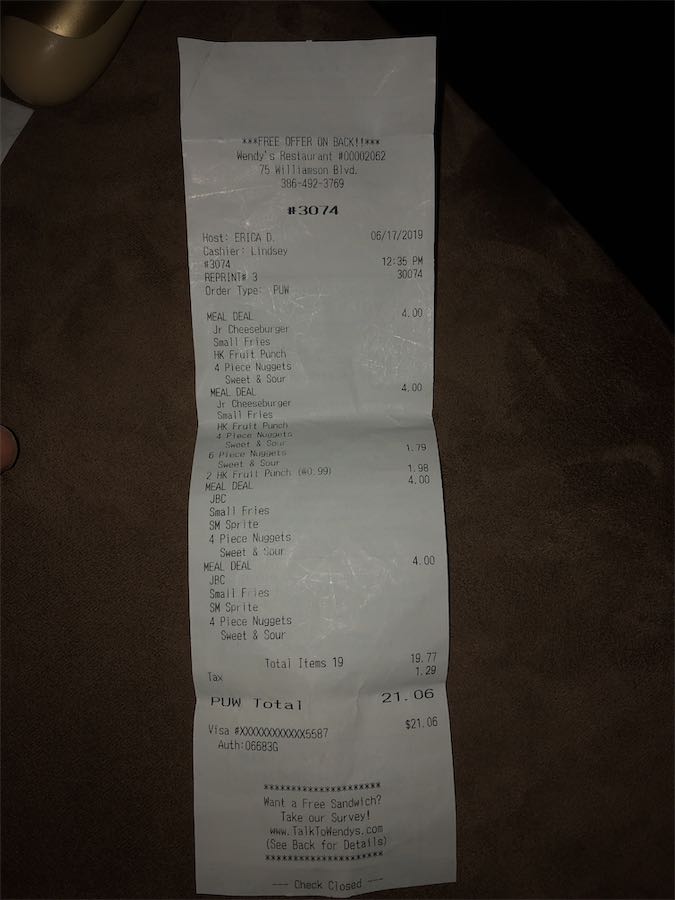 ***FREE OFFER ON BACK!!***
Wendy's Restaurant #00002062
75 Williamson Blvd.
386-492-3769
#3074
Host: ERICA D. 06/17/2019
Cashier: Lindsey
#3074 12:35 PM
REPRINT# 3 30074
Order Type: PUW
MEAL DEAL 4.00
Jr Cheeseburger
Small Fries
HK Fruit Punch
4 Piece Nuggets
Sweet & Sour
MEAL DEAL 4.00
Jr Cheeseburger
Small Fries
HK Fruit Punch
4 Piece Nuggets
Sweet & Sour
6 Piece Nuggets 1.79
Sweet & Sour
2 HK Fruit Punch (@0.99) 1.98
MEAL DEAL 4.00
JBC
Small Fries
SM Sprite
4 Piece Nuggets
Sweet & Sour
MEAL DEAL 4.00
JBC
Small Fries
SM Sprite
4 Piece Nuggets
Sweet & Sour
Total Items 19 19.77
Tax 1.29
PUW Total 21.06
Visa #XXXXXXXXXXXX5587 $21.06
Auth:06683G
**********************
Want a Free Sandwich?
Take our Survey!
www.TalkToWendys.com
(See Back for Details)
**********************
--- Check Closed ---